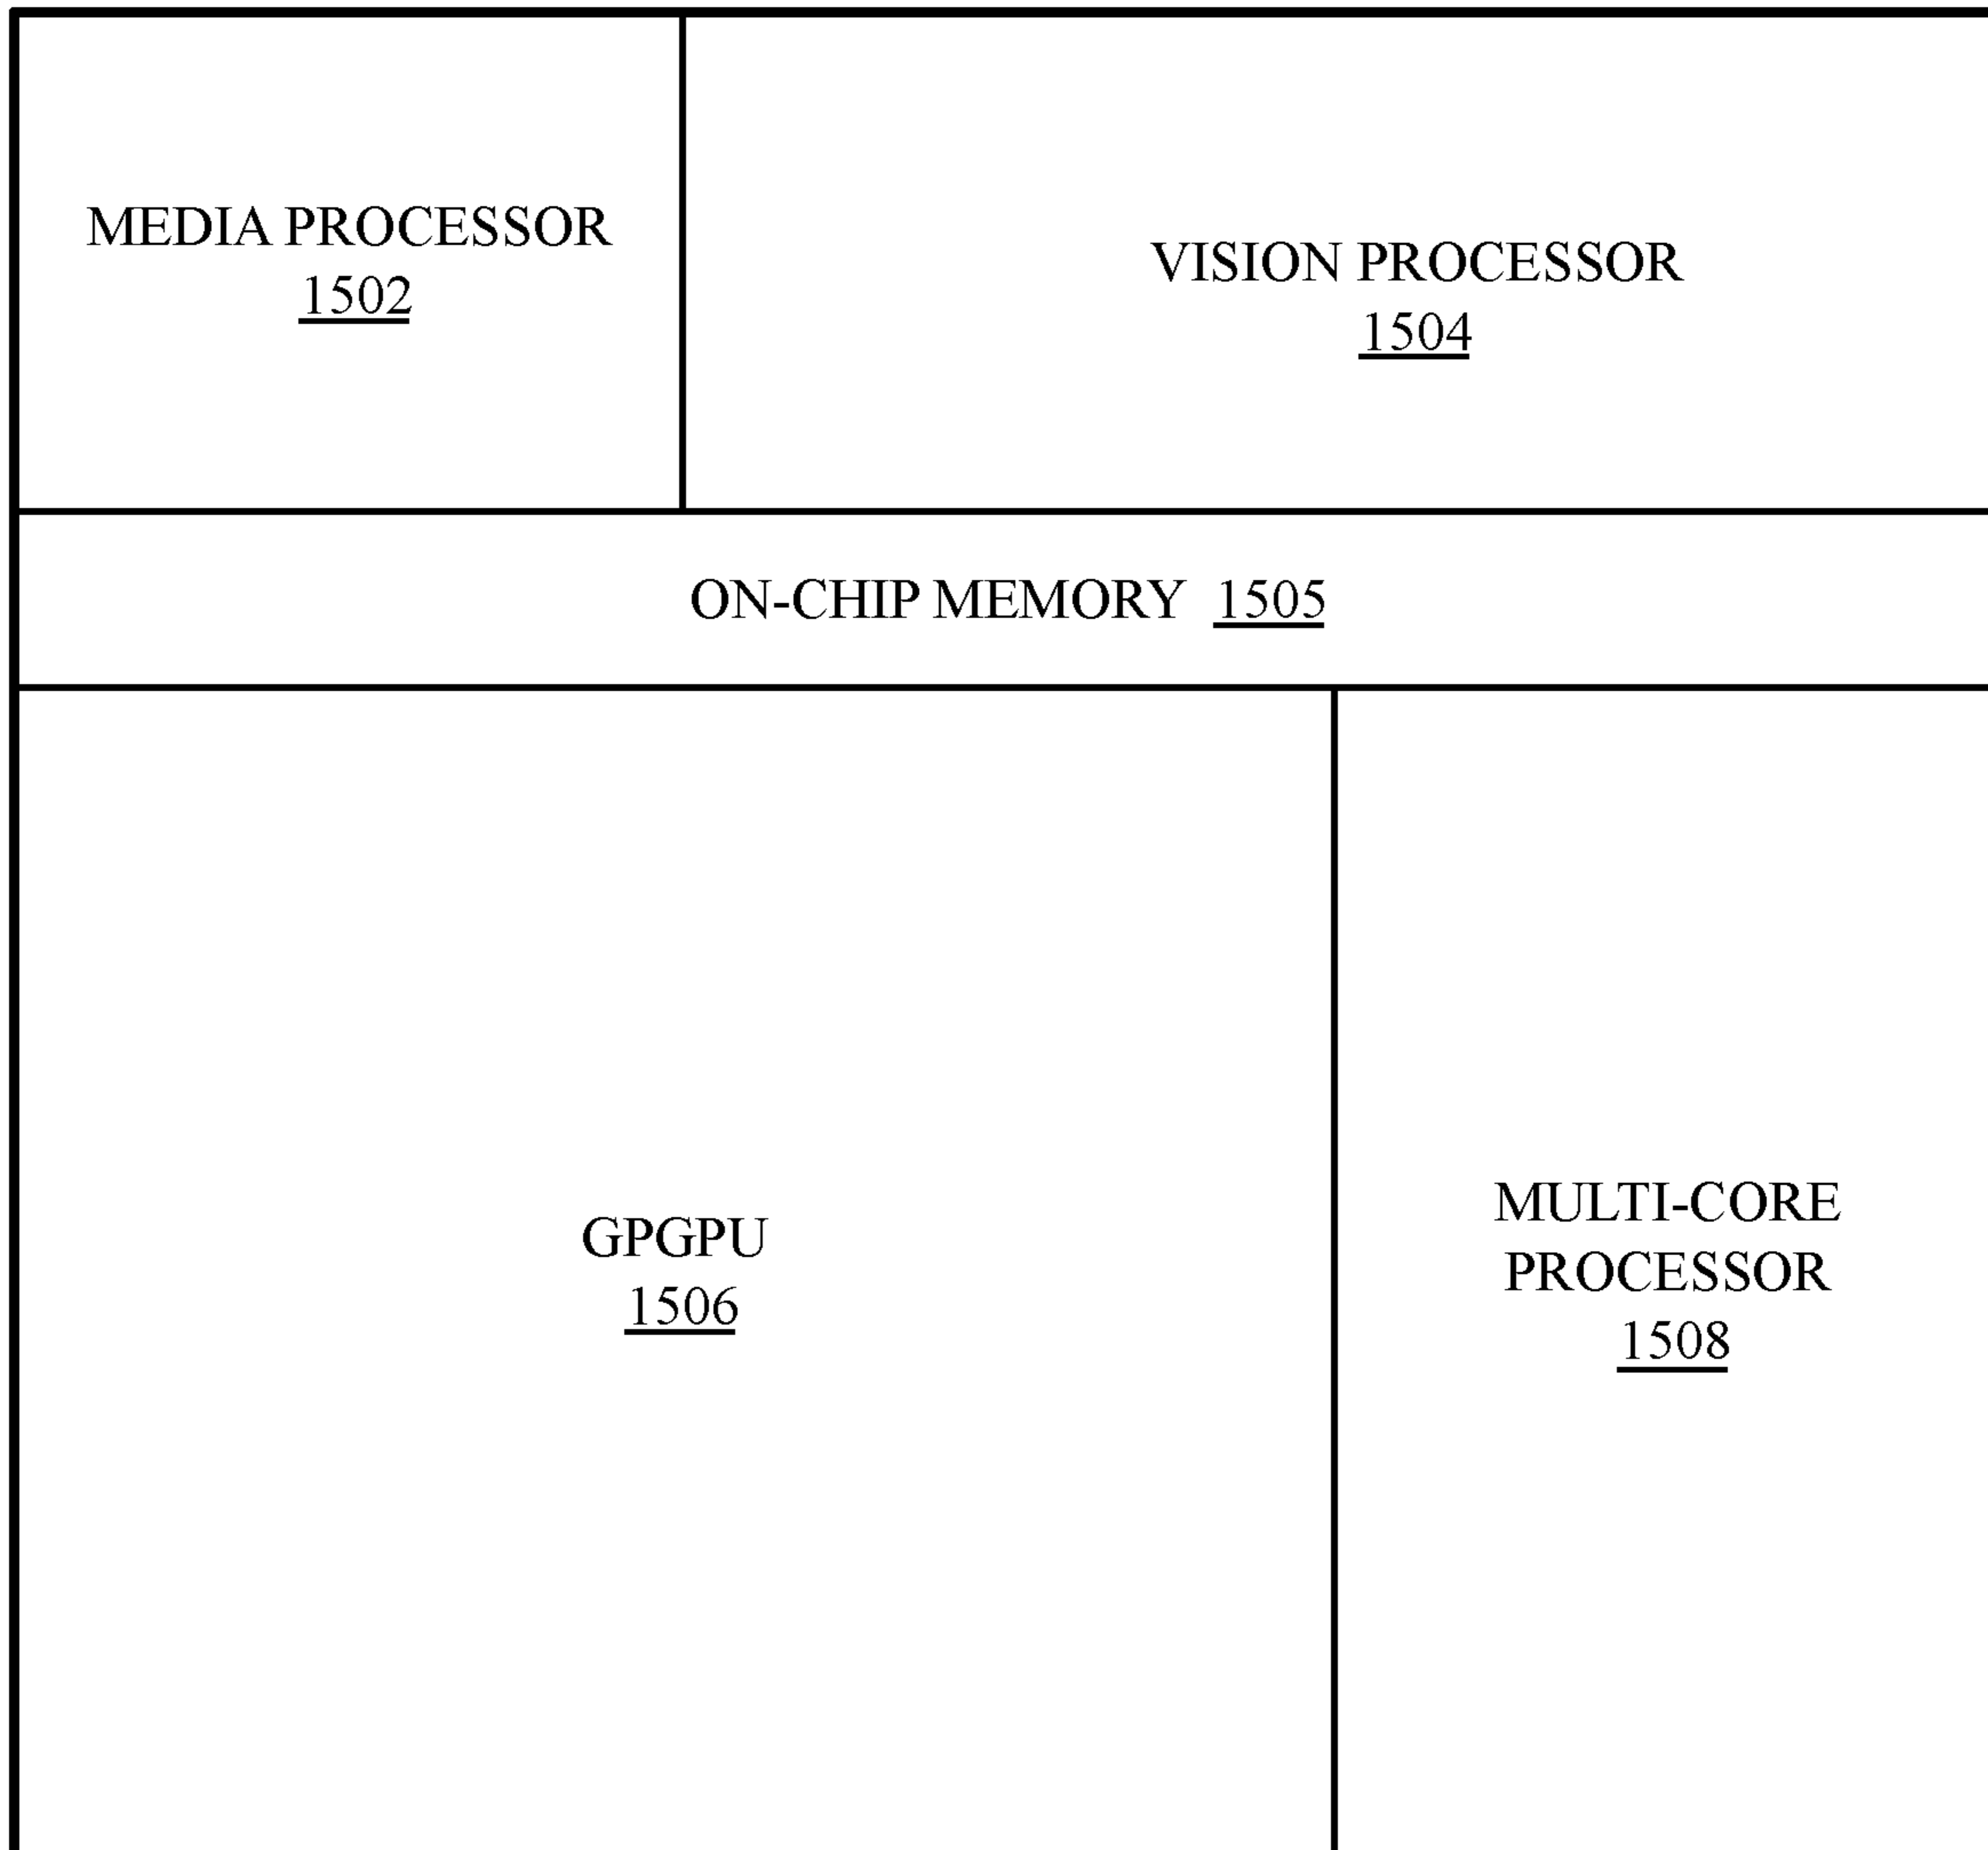 MEDIA PROCESSOR
1502
VISION PROCESSOR
1504
ON-CHIP MEMORY 1505
GPGPU
1506
MULTI-CORE
PROCESSOR
1508